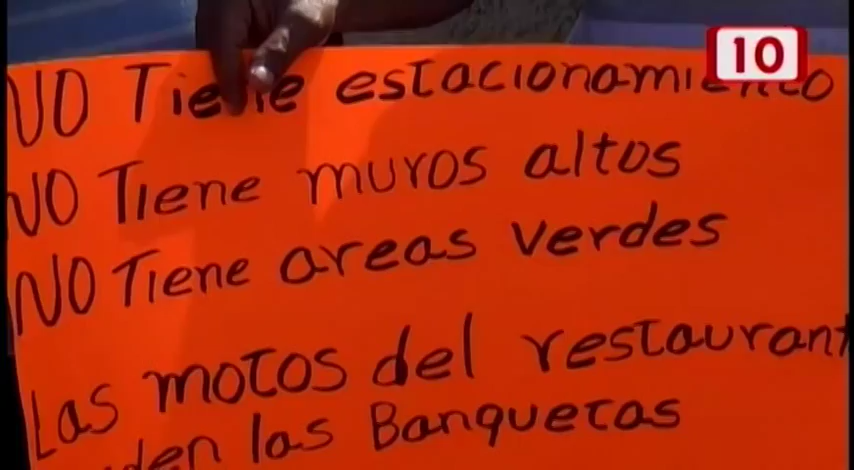 10
NO Tiene estacionamiento
NO Tiene muros altos
NO Tiene areas verdes
Las motos del restaurant
las Banquetas